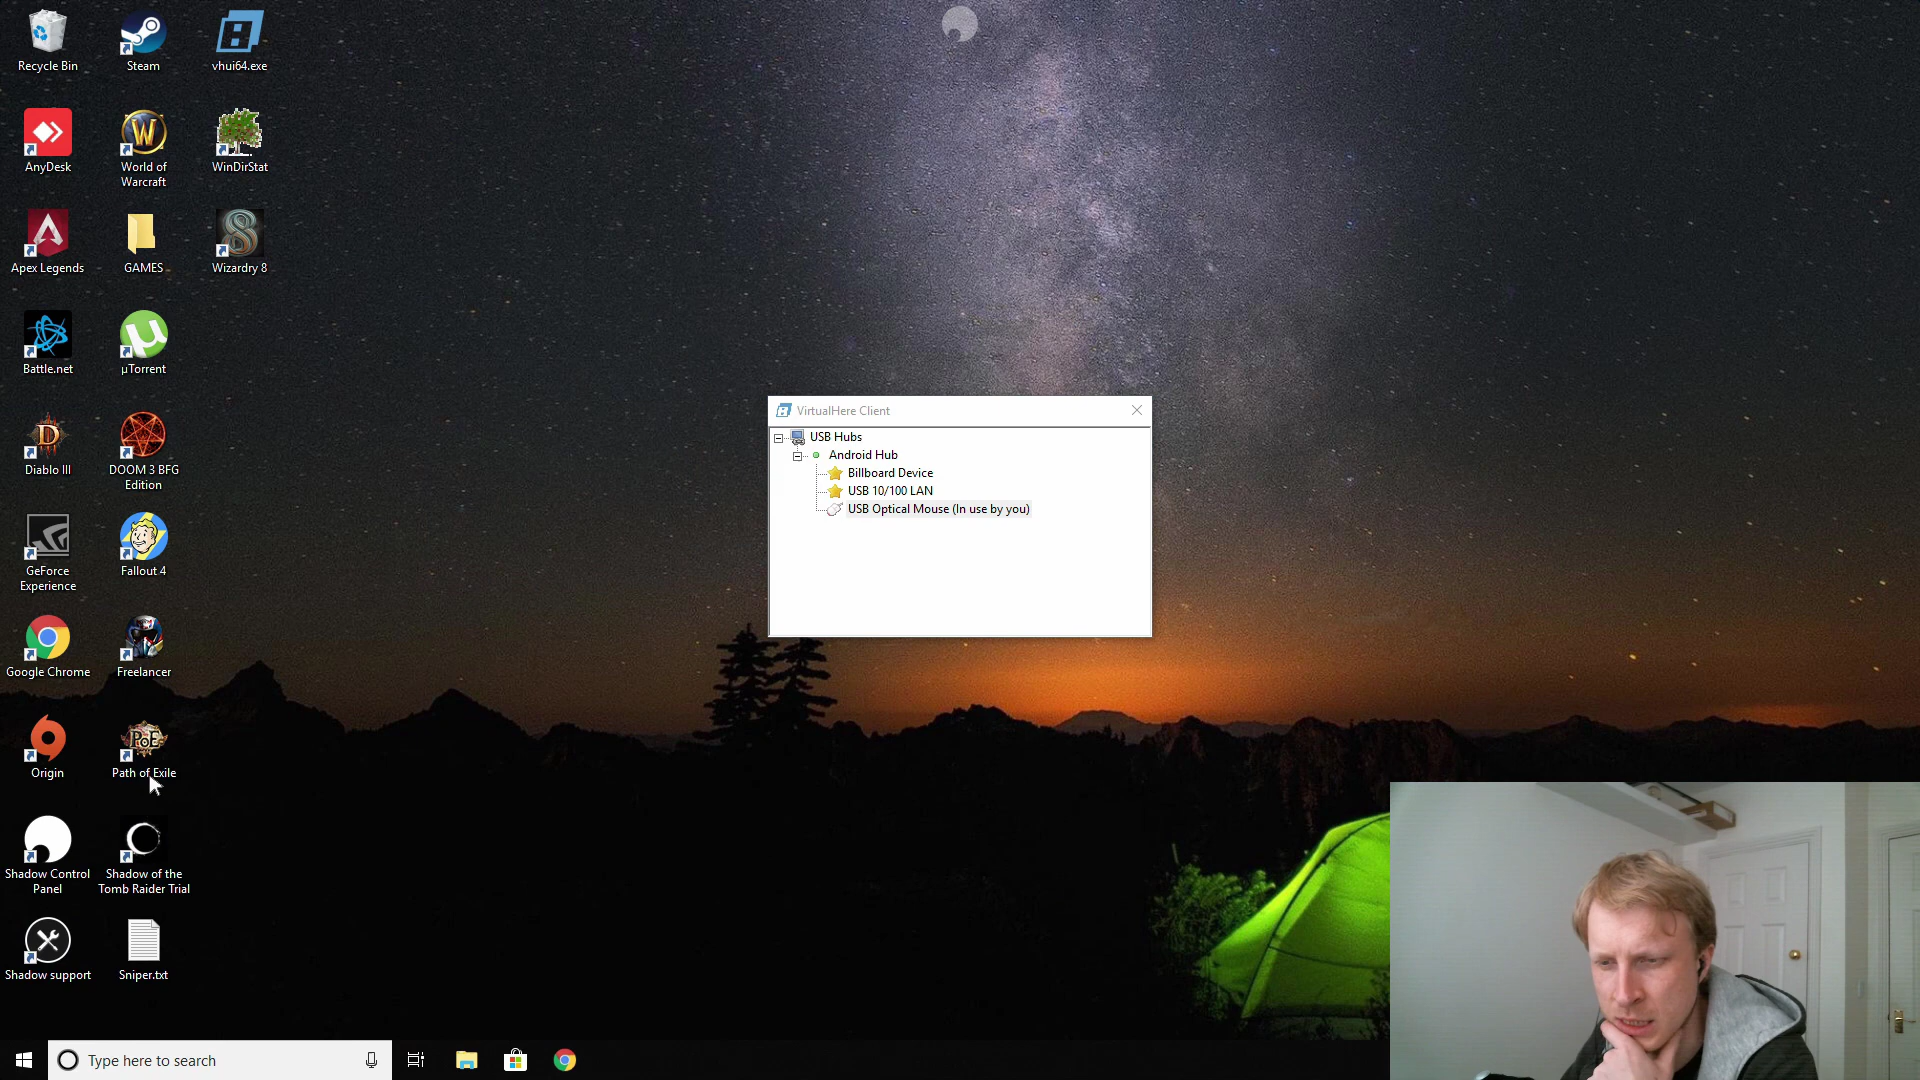 Recycle Bin
Steam
vhui64.exe
AnyDesk
World of
Warcraft
WinDirStat
Apex Legends
GAMES
Wizardry 8
Battle.net
µTorrent
Diablo III
DOOM 3 BFG
Edition
GeForce
Experience
Fallout 4
Google Chrome
Freelancer
Origin
Path of Exile
Shadow Control
Panel
Shadow of the
Tomb Raider Trial
Shadow support
Sniper.txt
VirtualHere Client
USB Hubs
Android Hub
Billboard Device
USB 10/100 LAN
USB Optical Mouse (In use by you)
Type here to search